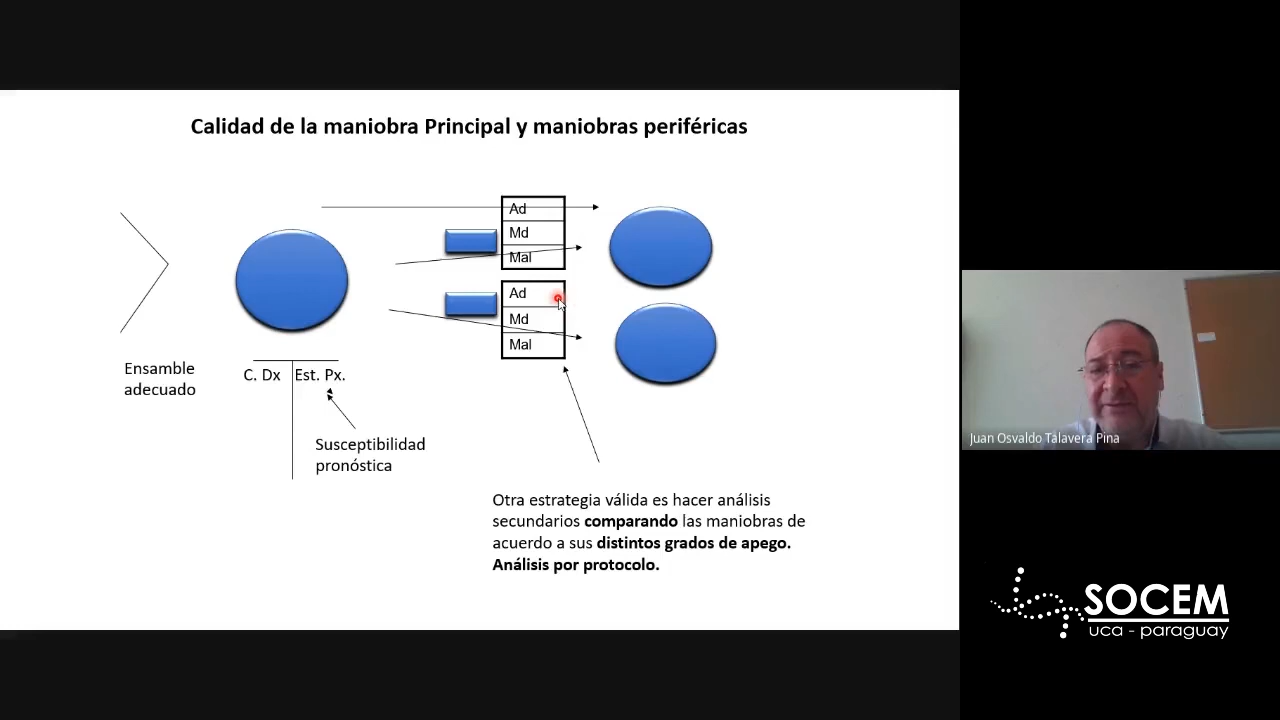 Calidad de la maniobra Principal y maniobras periféricas
Ad
Md
Mal
Ad
Md
Mal
Ensamble
adecuado
C. Dx
Est. Px.
Susceptibilidad
pronóstica
Otra estrategia válida es hacer análisis
secundarios comparando las maniobras de
acuerdo a sus distintos grados de apego.
Análisis por protocolo.
Juan Osvaldo Talavera Pina
SOCEM
uca - paraguay